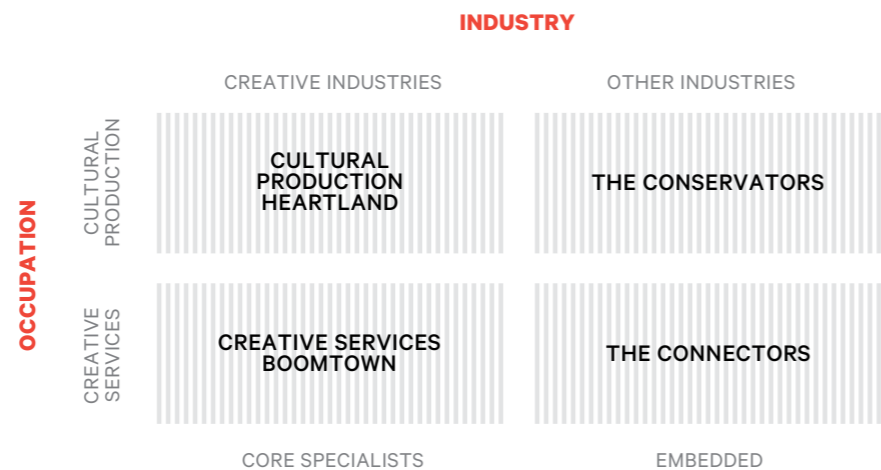 INDUSTRY
CREATIVE INDUSTRIES
OTHER INDUSTRIES
OCCUPATION
CULTURAL
PRODUCTION
CULTURAL
PRODUCTION
HEARTLAND
THE CONSERVATORS
CREATIVE
SERVICES
CREATIVE SERVICES
BOOMTOWN
THE CONNECTORS
CORE SPECIALISTS
EMBEDDED